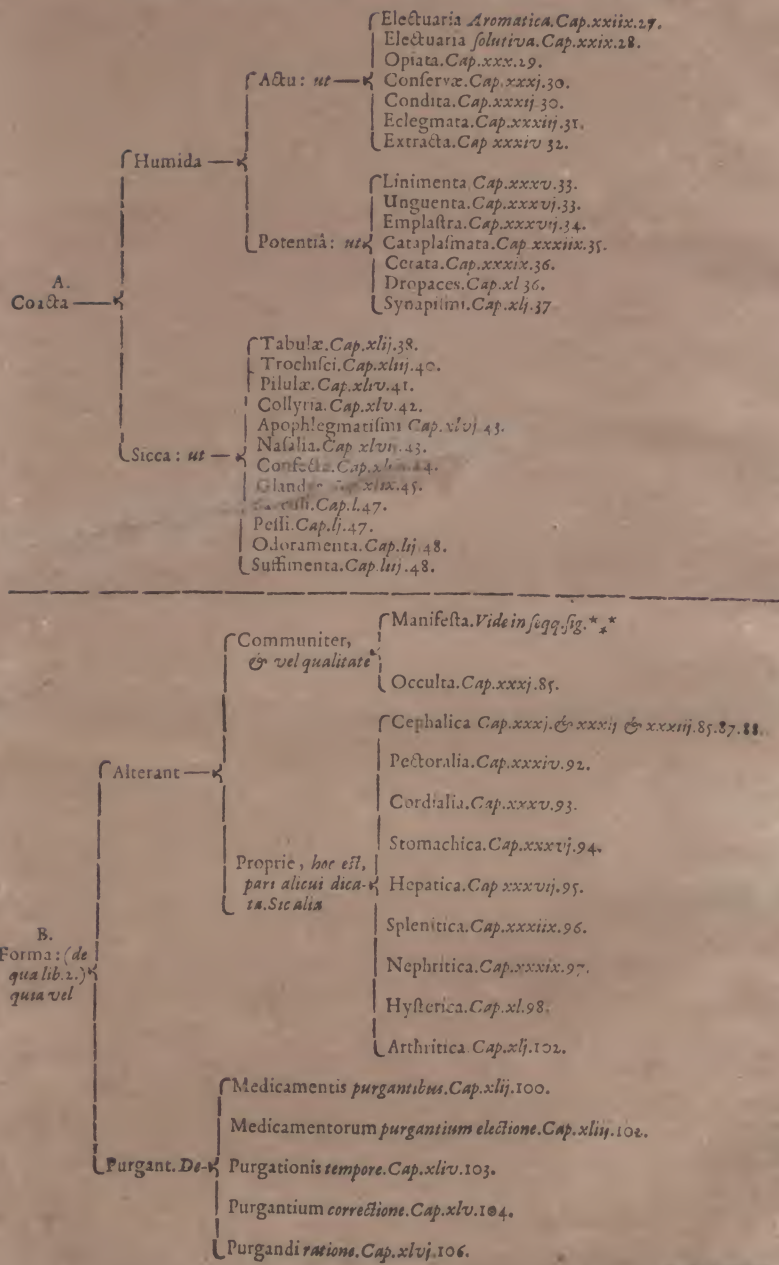 Electuaria Aromatica.Cap.xxiix.27.
Electuaria ſolutiva.Cap.xxix.28.
Opiata.Cap.xxx.29.
Actu: ut
Conſervæ.Cap.xxxj.30.
Condita.Cap.xxxij.30.
Eclegmata.Cap.xxxiij.31.
Extracta.Cap xxxiv 32.
Humida
Linimenta.Cap.xxxv.33.
Unguenta.Cap.xxxvj.33.
Emplaſtra.Cap.xxxvij.34.
Potentiâ: ut
Cataplaſmata.Cap.xxxiix.35.
Cerata.Cap.xxxix.36.
Dropaces.Cap.xl 36.
Synapiſmi.Cap.xlj.37
A.
Coacta
Tabulæ.Cap.xlij.38.
Trochiſci.Cap.xliij.40.
Pilulæ.Cap.xliv.41.
Collyria.Cap.xlv.42.
Apophlegmatiſmi Cap.xlvj.43.
Sicca: ut
Naſalia.Cap xlvij.43.
Confecta.Cap.
Cap.xlix.45.
Cap.l.47.
Peſſi.Cap.lj.47.
Odoramenta.Cap.lij.48.
Suffimenta.Cap.liij.48.
Manifeſta.Vide in ſeqq.ſig.***
Communiter,
& vel qualitate
Occulta.Cap.xxxj.85.
Alterant
Cephalica Cap.xxxj.& xxxij & xxxiij.85.87.88.
Pectoralia.Cap.xxxiv.92.
Cordialia.Cap.xxxv.93.
Stomachica.Cap.xxxvj.94.
Proprie, hoc eſt,
parti alicui dica-
ta.Sic alia
Hepatica.Cap xxxvij.95.
Splenitica.Cap.xxxiix.96.
Nephritica.Cap.xxxix.97.
Hyſterica.Cap.xl.98.
Arthritica.Cap.xlj.102.
B.
Forma: (de
qua lib.2.)
quia vel
Medicamentis purgantibus.Cap.xlij.100.
Medicamentorum purgantium electione.Cap.xliij.102.
Purgant. De-
Purgationis tempore.Cap.xliv.103.
Purgantium correctione.Cap.xlv.104.
Purgandi ratione.Cap.xlvj.106.